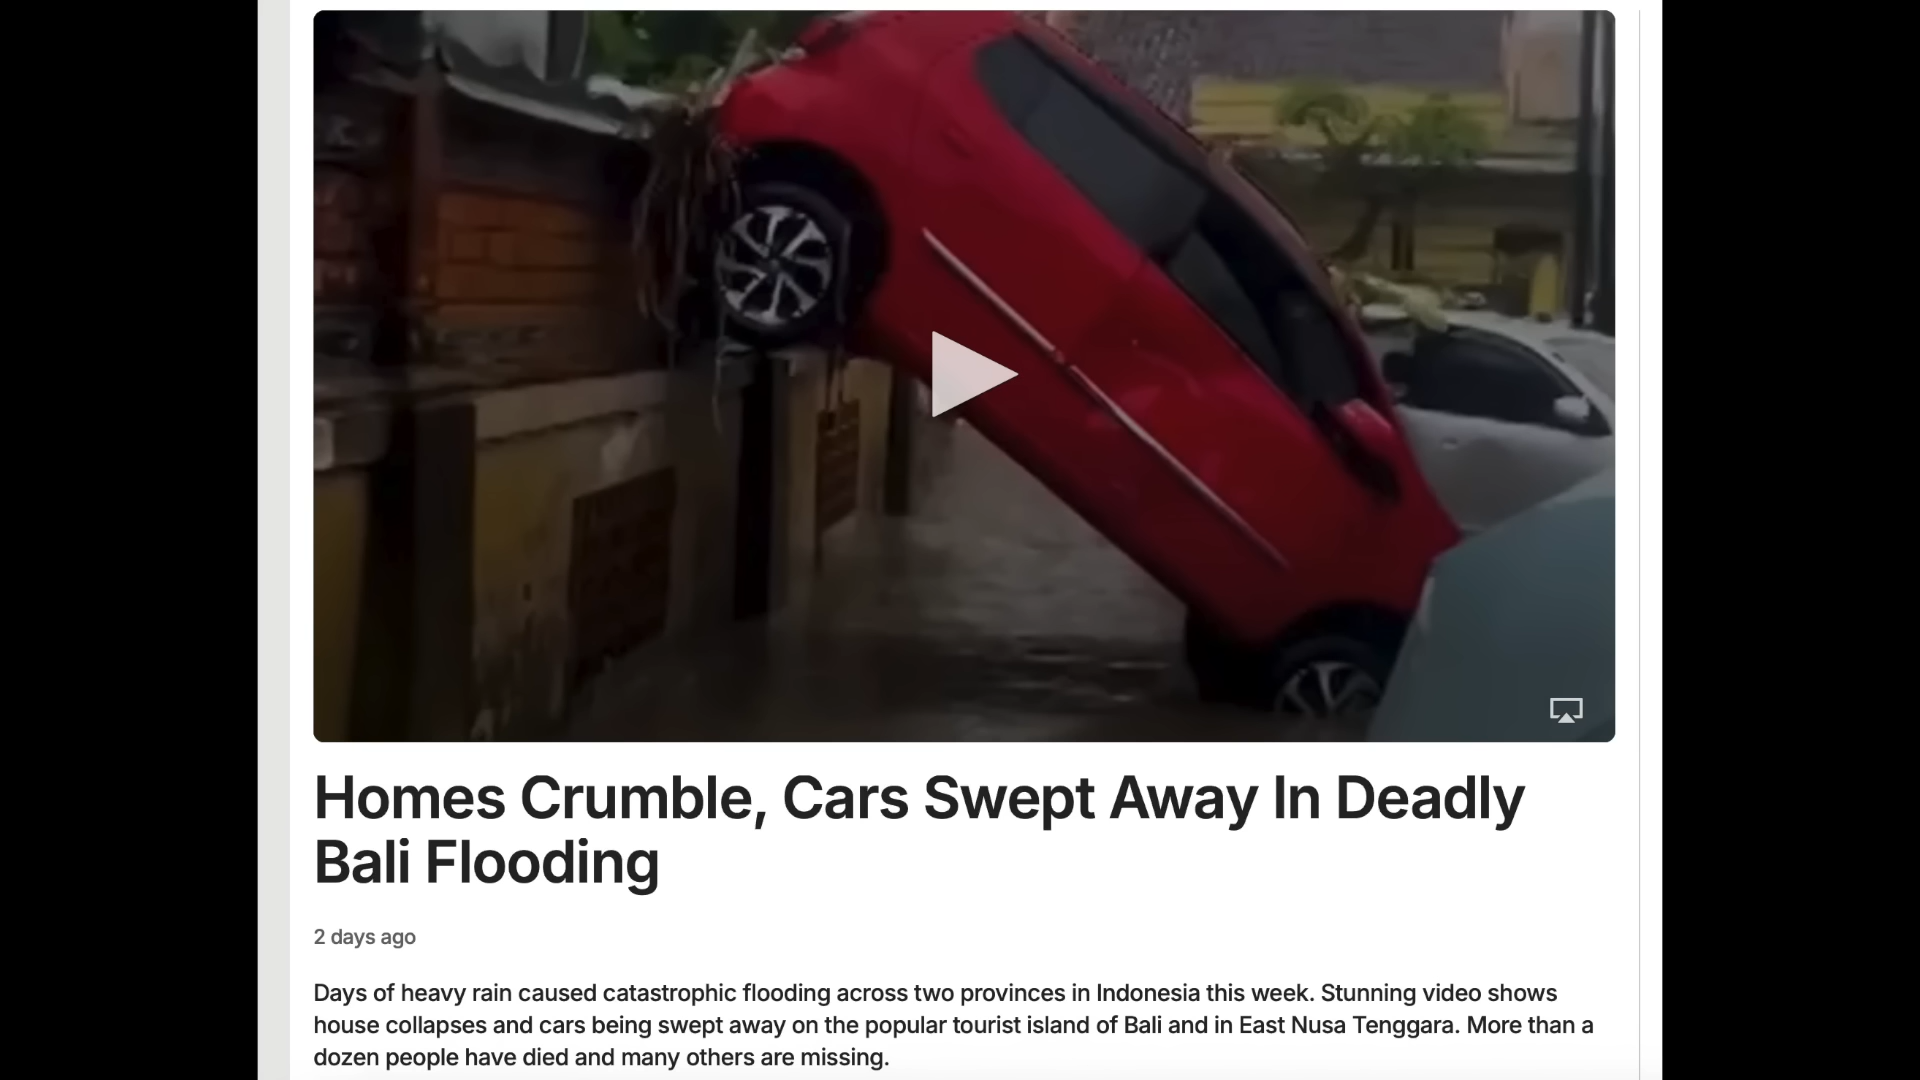 Homes Crumble, Cars Swept Away In Deadly
Bali Flooding
2 days ago
Days of heavy rain caused catastrophic flooding across two provinces in Indonesia this week. Stunning video shows
house collapses and cars being swept away on the popular tourist island of Bali and in East Nusa Tenggara. More than a
dozen people have died and many others are missing.